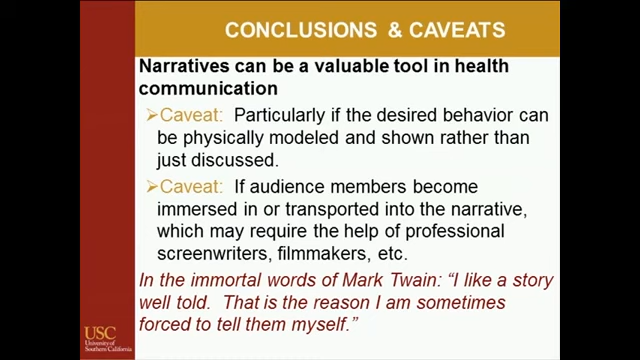 CONCLUSIONS & CAVEATS
Narratives can be a valuable tool in health
communication
➢Caveat: Particularly if the desired behavior can
be physically modeled and shown rather than
just discussed.
➢Caveat: If audience members become
immersed in or transported into the narrative,
which may require the help of professional
screenwriters, filmmakers, etc.
In the immortal words of Mark Twain: “I like a story
well told. That is the reason I am sometimes
forced to tell them myself.”
USC
University of
Southern California